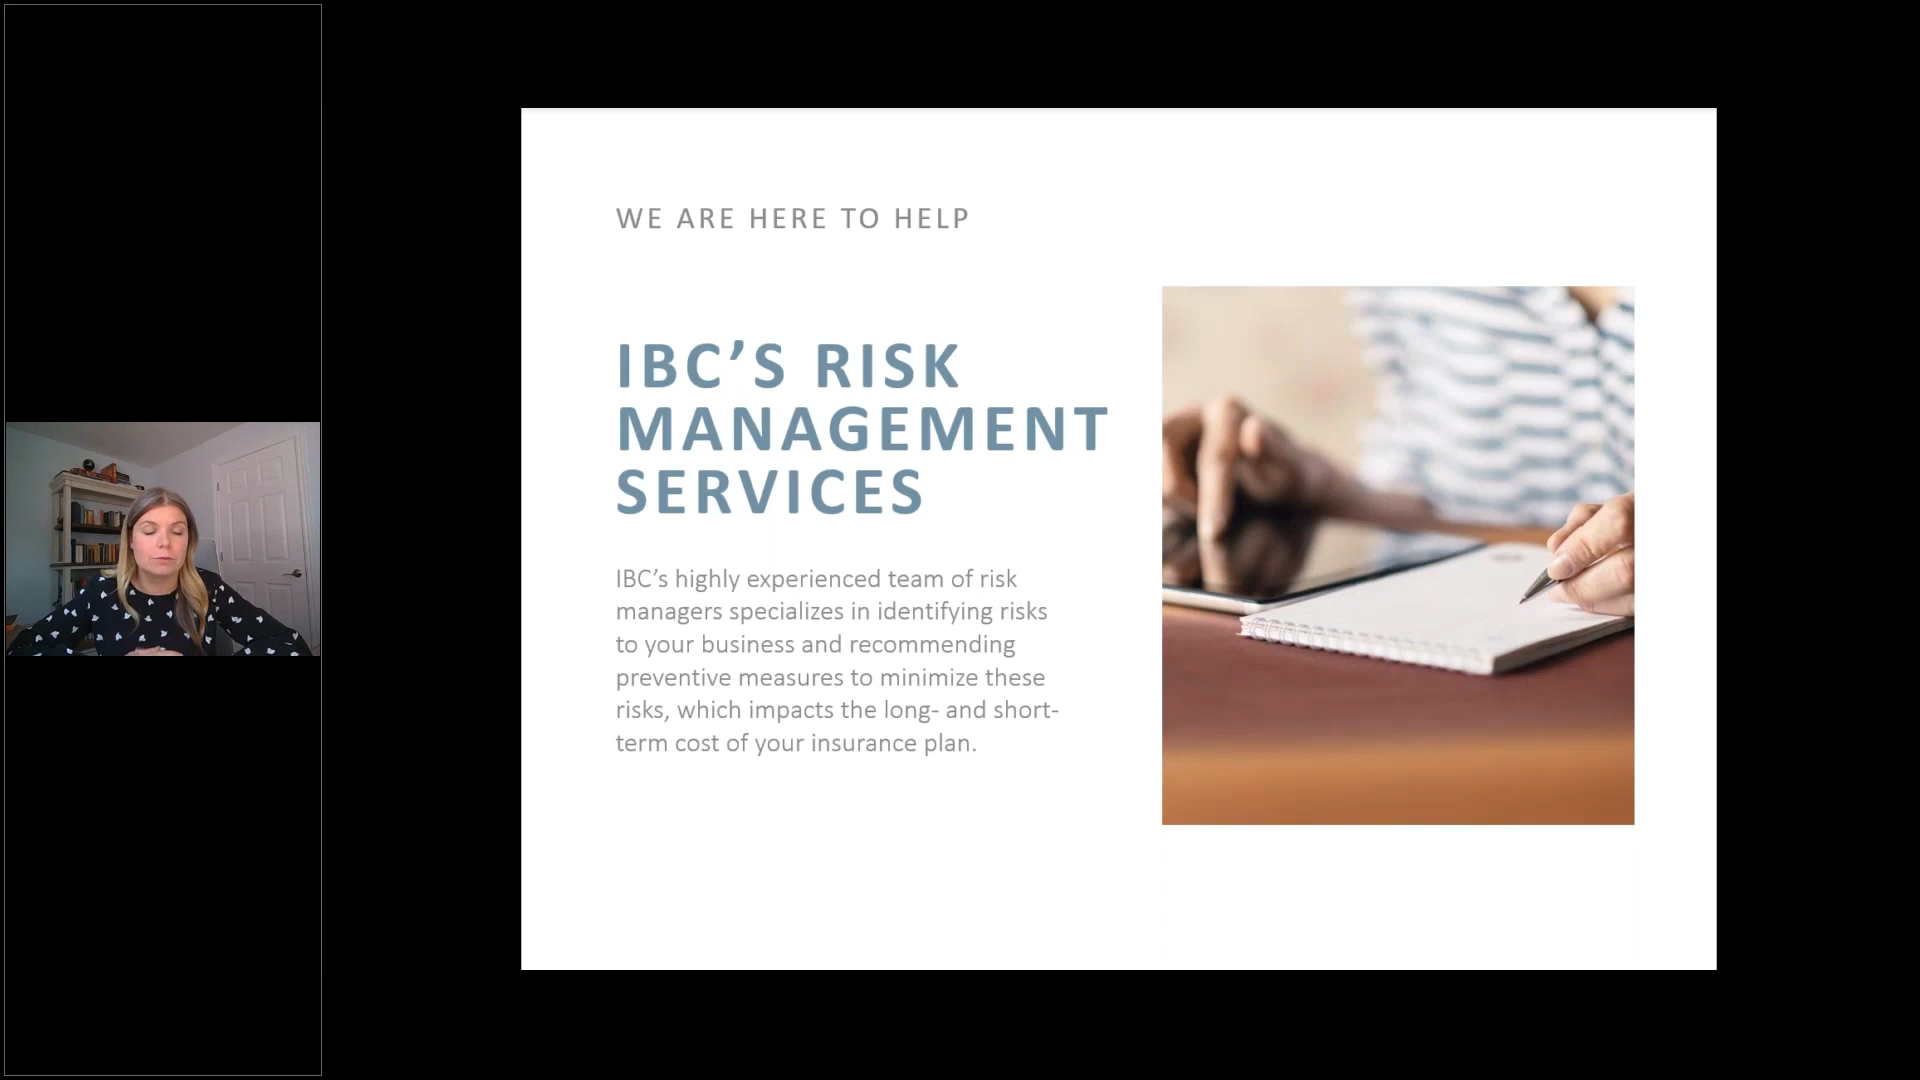 WE ARE HERE TO HELP
IBC’S RISK
MANAGEMENT
SERVICES
IBC’s highly experienced team of risk
managers specializes in identifying risks
to your business and recommending
preventive measures to minimize these
risks, which impacts the long- and short-
term cost of your insurance plan.